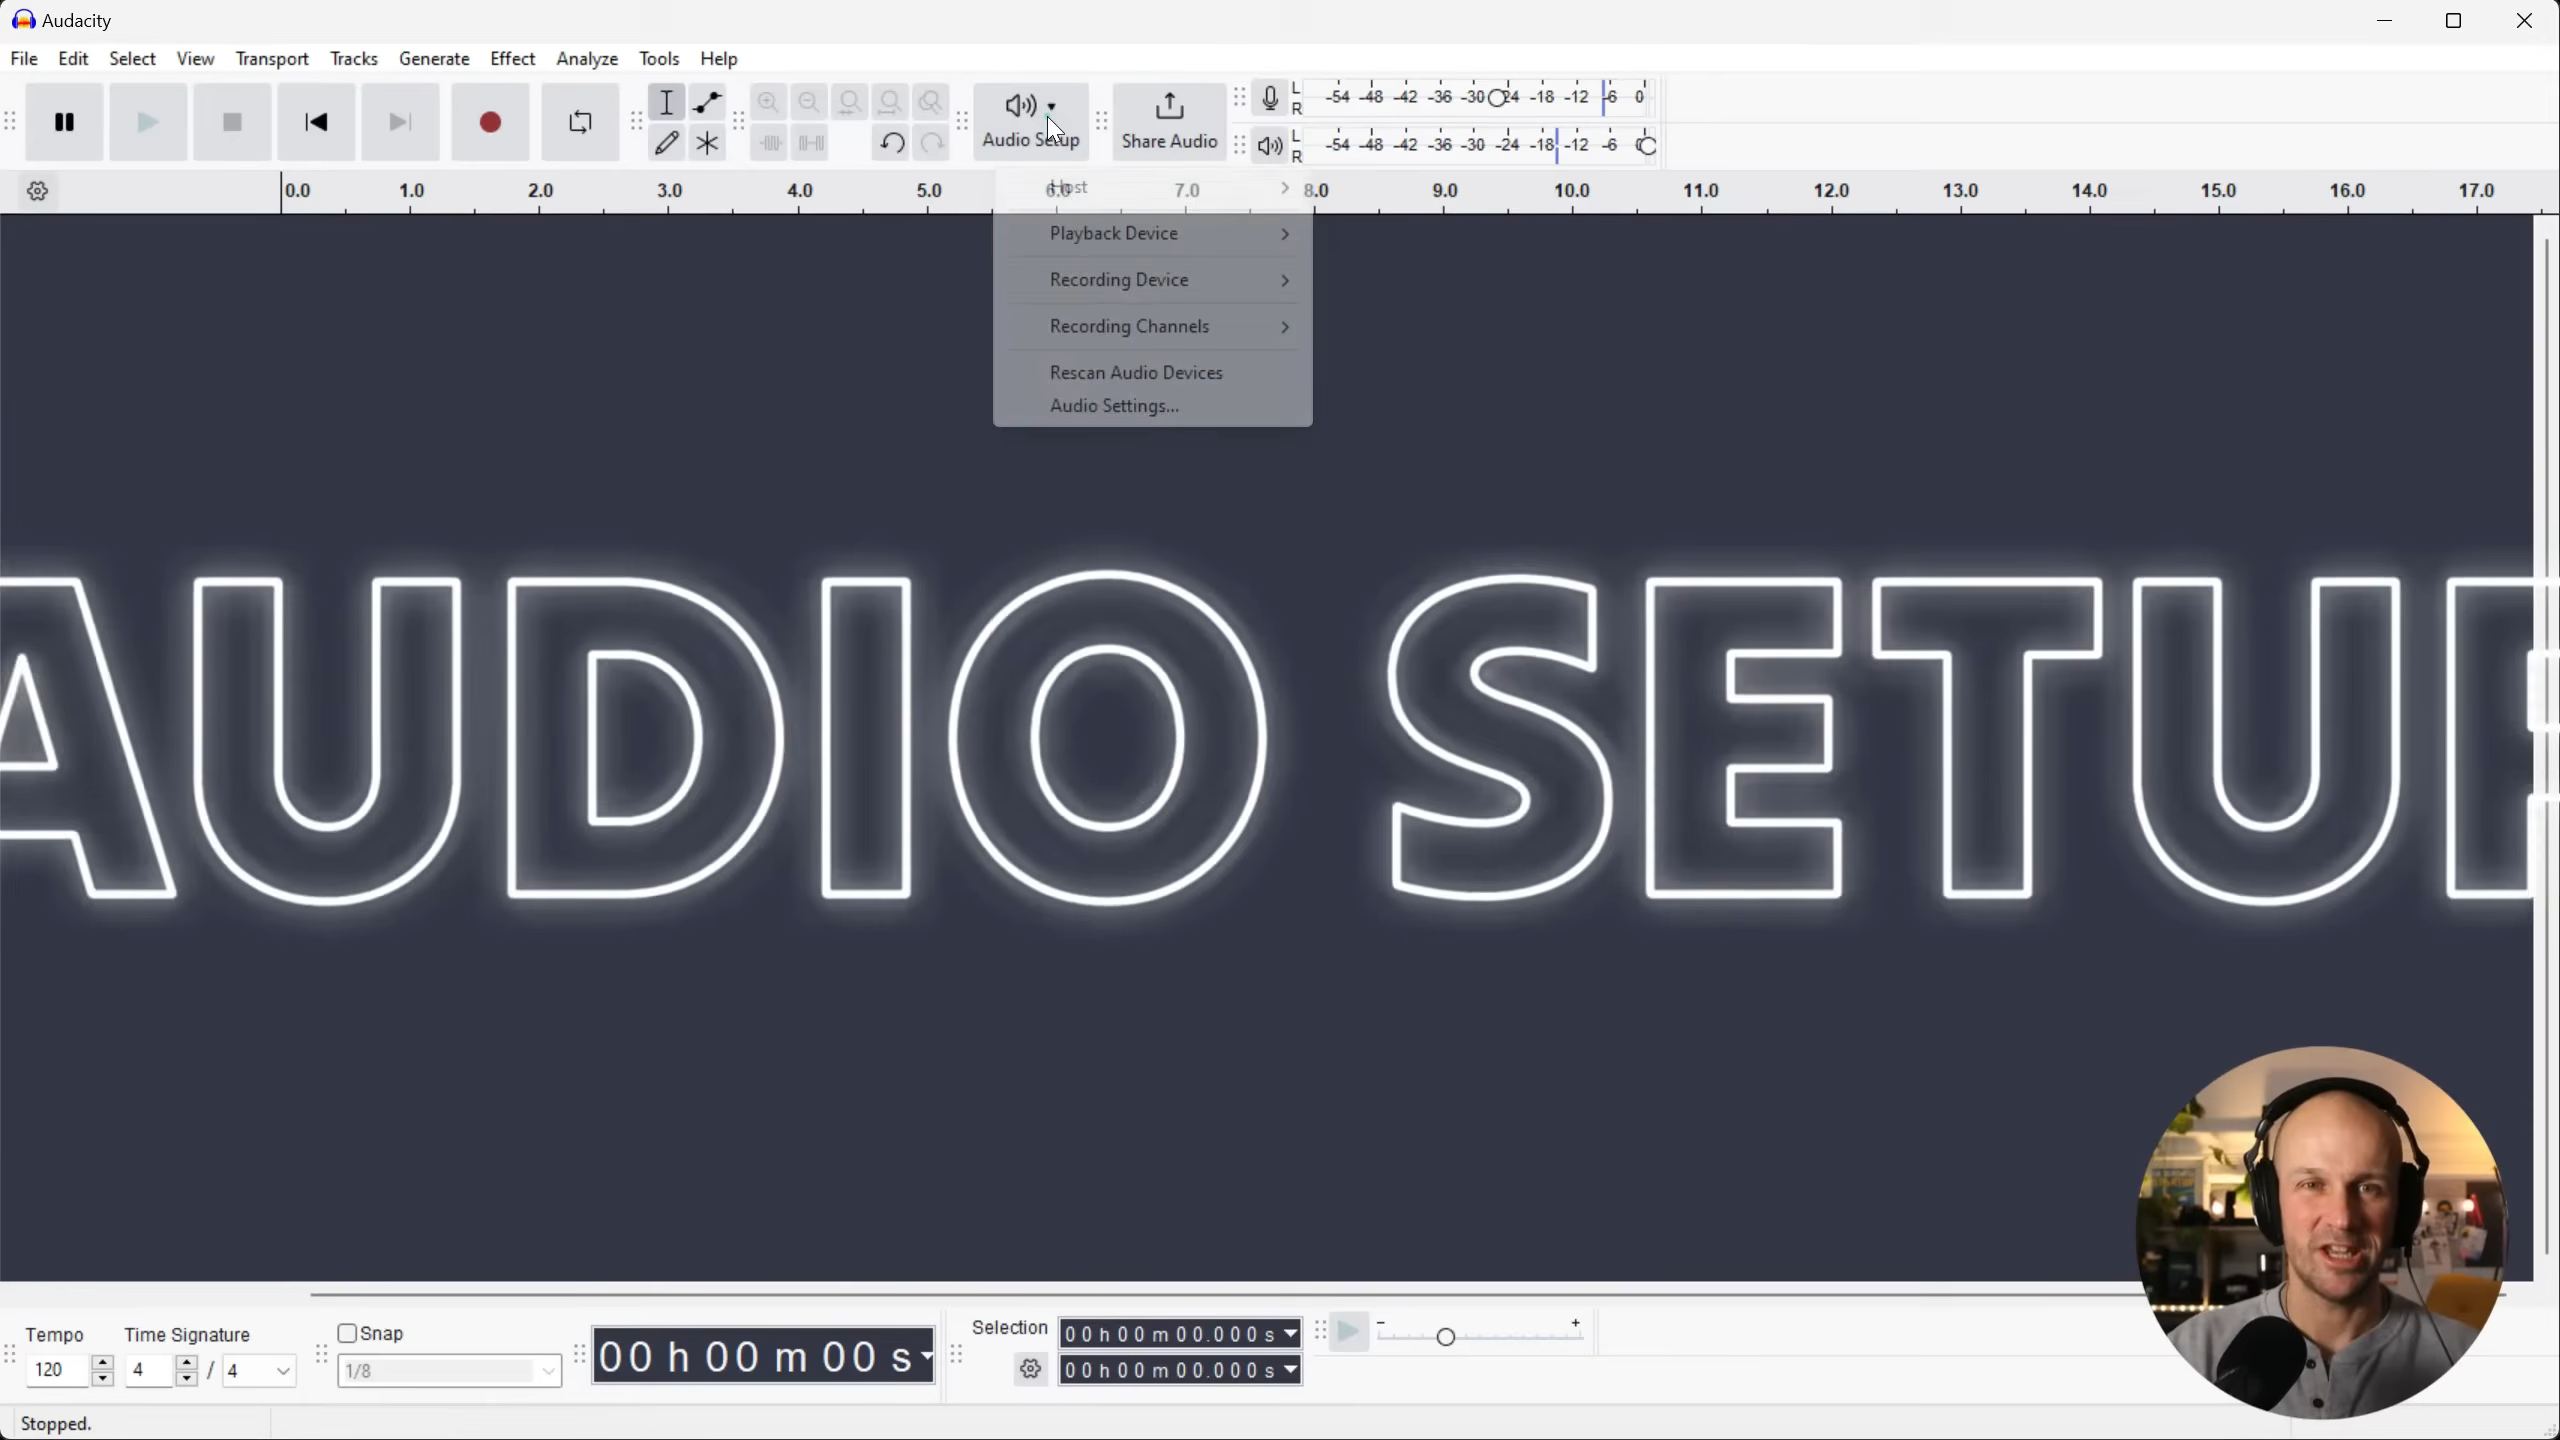 Audacity
File Edit Select View Transport Tracks Generate Effect Analyze Tools Help
Audio Setup
Share Audio
L
R
-54 -48 -42 -36 -30 -24 -18 -12 -6 0
L
R
-54 -48 -42 -36 -30 -24 -18 -12 -6 0
0.0 1.0 2.0 3.0 4.0 5.0 6.0 7.0 8.0 9.0 10.0 11.0 12.0 13.0 14.0 15.0 16.0 17.0
Host
Playback Device
Recording Device
Recording Channels
Rescan Audio Devices
Audio Settings...
AUDIO SETUP
Tempo
120
Time Signature
4 / 4
Snap
1/8
00 h 00 m 00 s
Selection
00 h 00 m 00.000 s
00 h 00 m 00.000 s
- +
Stopped.